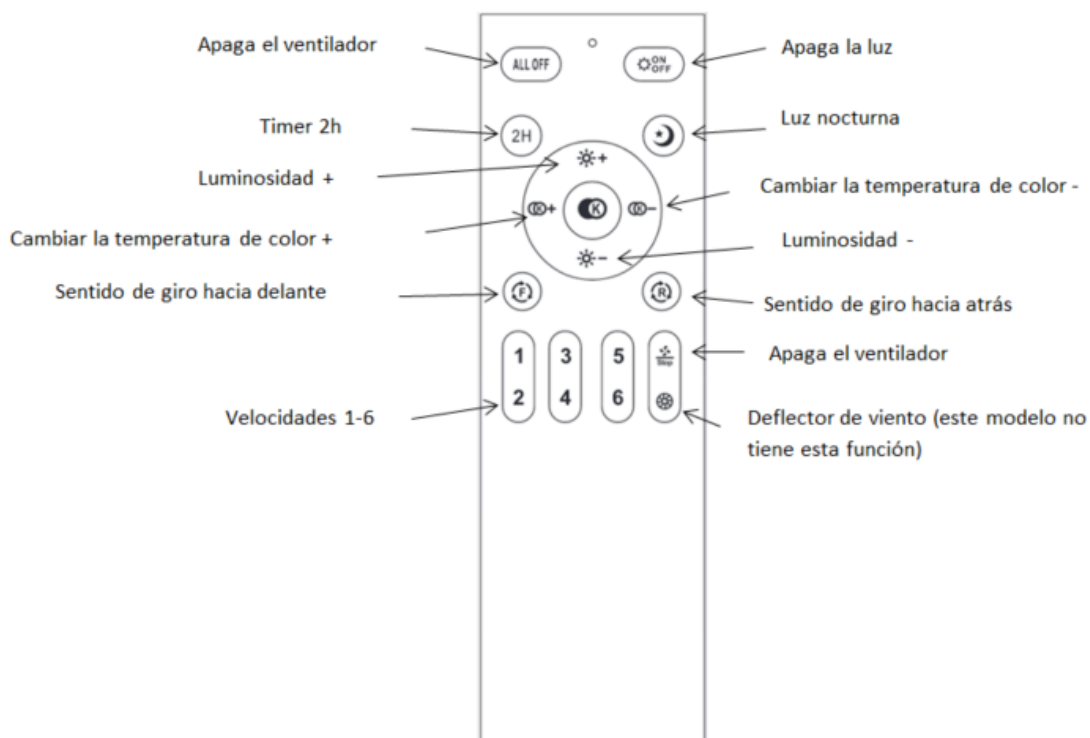 Apaga el ventilador
ALL OFF
ON
OFF
Apaga la luz
Timer 2h
2H
Luz nocturna
Luminosidad +
+
Cambiar la temperatura de color -
K+
K
K-
Cambiar la temperatura de color +
-
Luminosidad -
Sentido de giro hacia delante
F
R
Sentido de giro hacia atrás
1 3 5
Stop
Apaga el ventilador
2 4 6
Velocidades 1-6
Deflector de viento (este modelo no
tiene esta función)